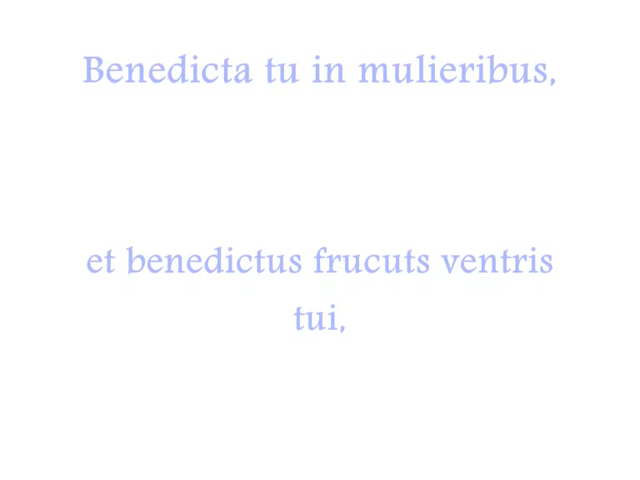 Benedicta tu in mulieribus,
et benedictus frucuts ventris
tui,